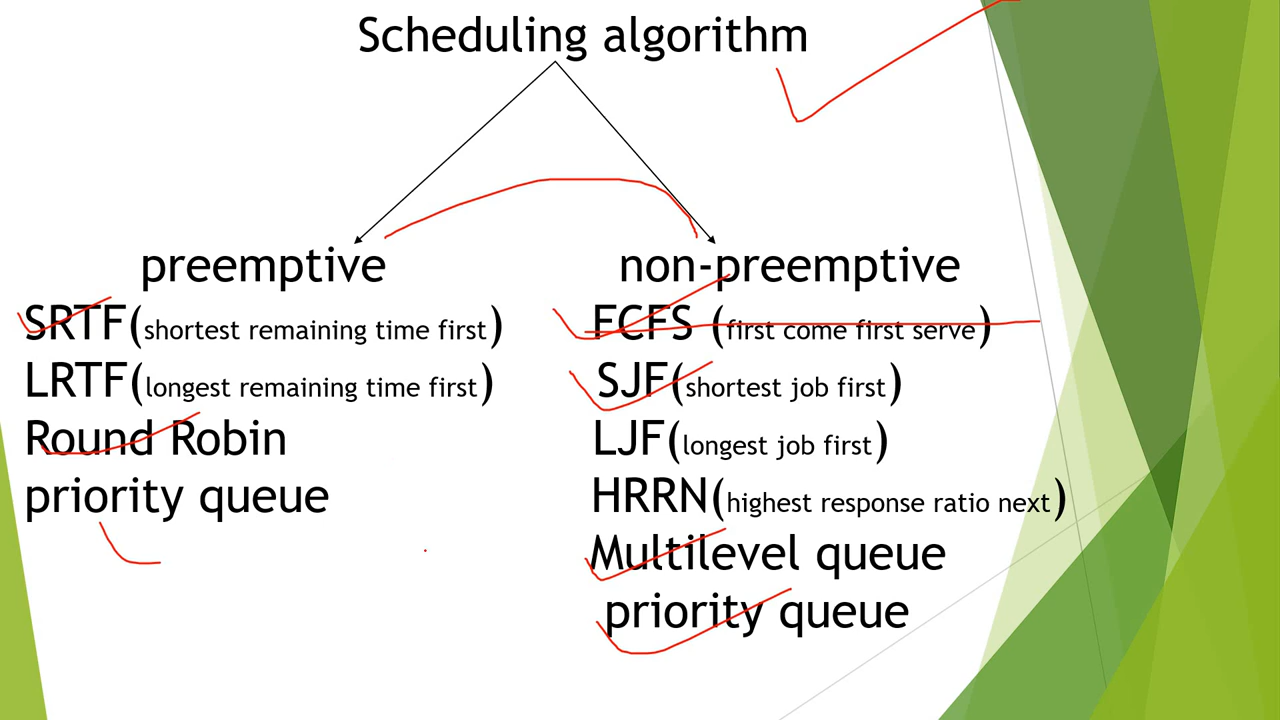 Scheduling algorithm
preemptive
SRTF(shortest remaining time first)
LRTF(longest remaining time first)
Round Robin
priority queue
non-preemptive
FCFS (first come first serve)
SJF(shortest job first)
LJF(longest job first)
HRRN(highest response ratio next)
Multilevel queue
priority queue